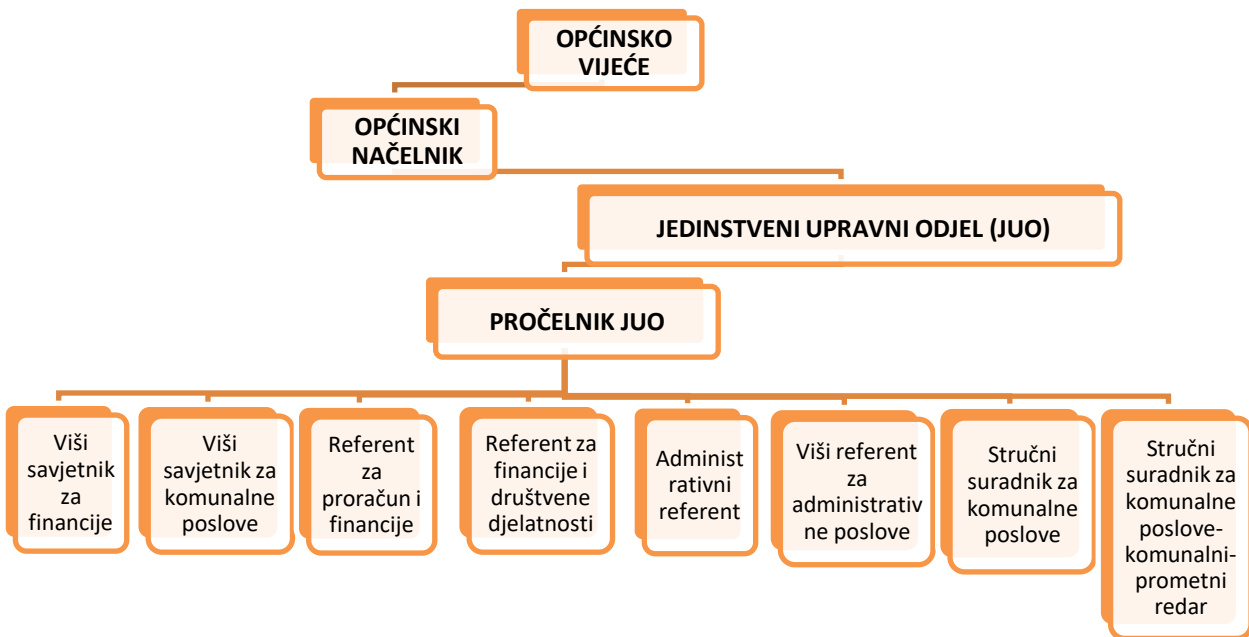 OPĆINSKO
VIJEĆE
OPĆINSKI
NAČELNIK
JEDINSTVENI UPRAVNI ODJEL (JUO)
PROČELNIK JUO
Viši
savjetnik
za
financije
Viši
savjetnik za
komunalne
poslove
Referent
za
proračun i
financije
Referent za
financije i
društvene
djelatnosti
Administ
rativni
referent
Viši referent
za
administrativ
ne poslove
Stručni
suradnik za
komunalne
poslove
Stručni
suradnik za
komunalne
poslove-
komunalni-
prometni
redar